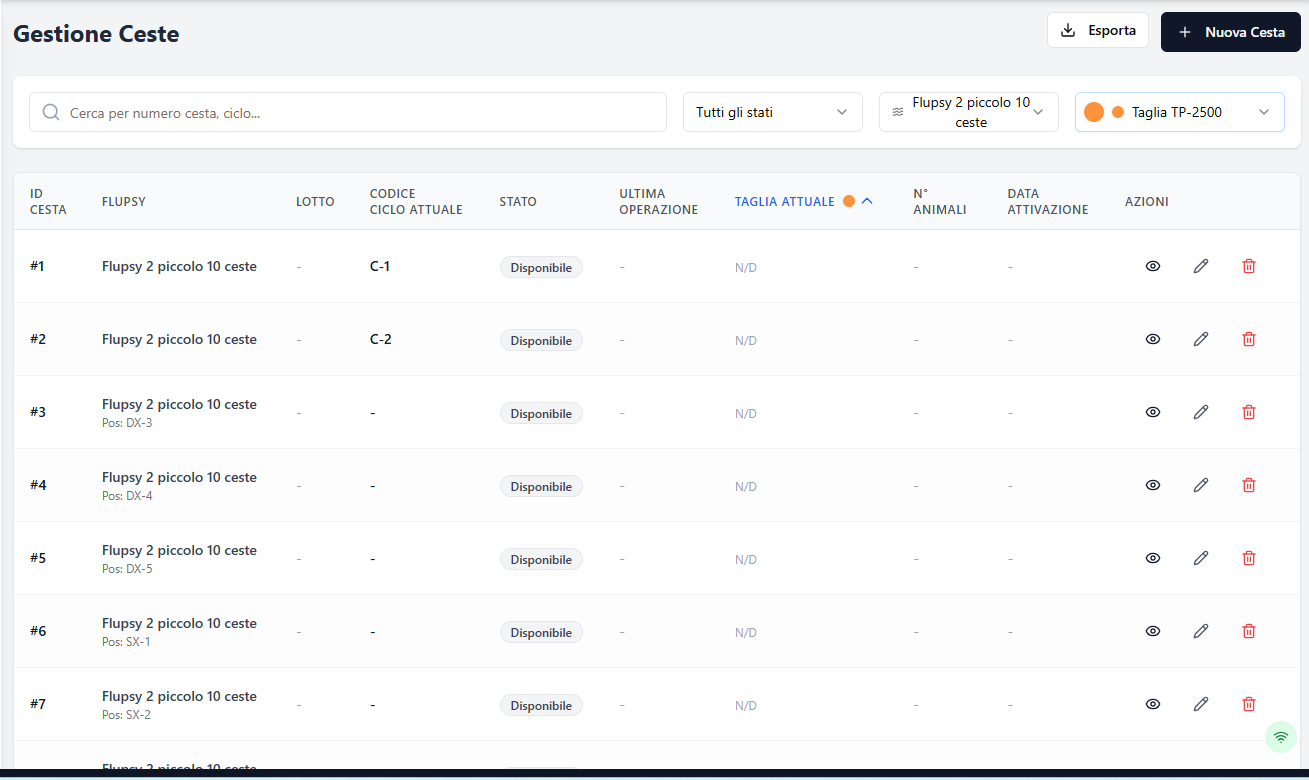 Gestione Ceste
Esporta
Nuova Cesta
Cerca per numero cesta, ciclo...
Tutti gli stati
Flupsy 2 piccolo 10
ceste
Taglia TP-2500
ID
CESTA
FLUPSY
LOTTO
CODICE
CICLO ATTUALE
STATO
ULTIMA
OPERAZIONE
TAGLIA ATTUALE
N°
ANIMALI
DATA
ATTIVAZIONE
AZIONI
#1 Flupsy 2 piccolo 10 ceste - C-1 Disponibile - N/D - -
#2 Flupsy 2 piccolo 10 ceste - C-2 Disponibile - N/D - -
#3 Flupsy 2 piccolo 10 ceste - - Disponibile - N/D - -
Pos: DX-3
#4 Flupsy 2 piccolo 10 ceste - - Disponibile - N/D - -
Pos: DX-4
#5 Flupsy 2 piccolo 10 ceste - - Disponibile - N/D - -
Pos: DX-5
#6 Flupsy 2 piccolo 10 ceste - - Disponibile - N/D - -
Pos: SX-1
#7 Flupsy 2 piccolo 10 ceste - - Disponibile - N/D - -
Pos: SX-2
Flupsy 2 piccolo 10 ceste